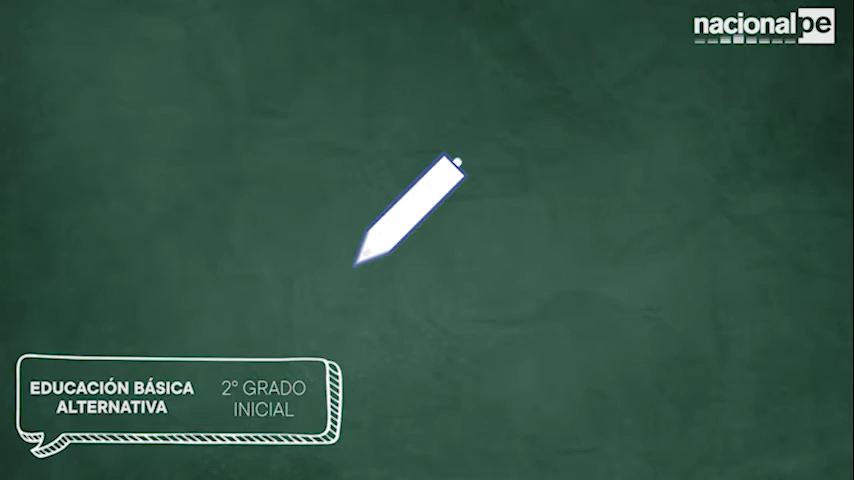 nacionalpe
EDUCACIÓN BÁSICA
ALTERNATIVA
2° GRADO
INICIAL